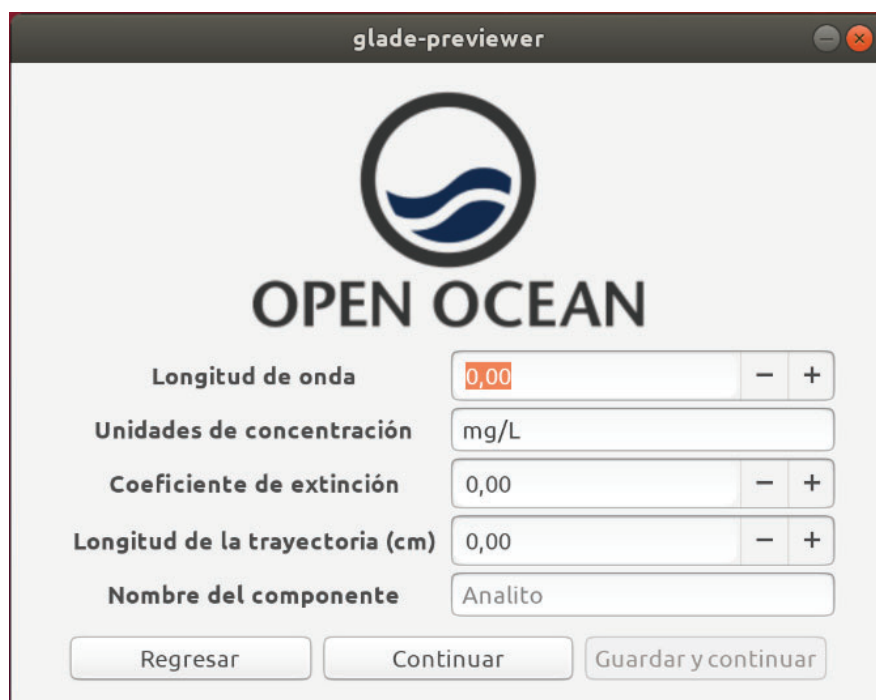 glade-previewer
OPEN OCEAN
Longitud de onda 0,00 − +
Unidades de concentración mg/L
Coeficiente de extinción 0,00 − +
Longitud de la trayectoria (cm) 0,00 − +
Nombre del componente Analito
Regresar Continuar Guardar y continuar